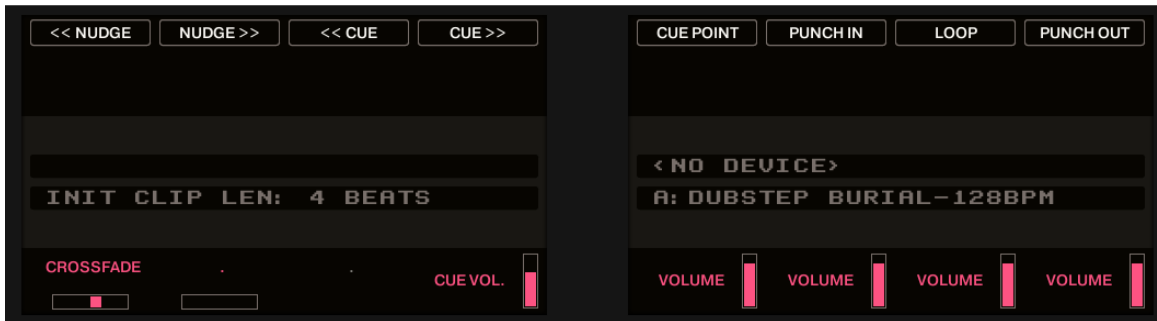 << NUDGE NUDGE >> << CUE CUE >>
CUE POINT PUNCH IN LOOP PUNCH OUT
<NO DEVICE>
INIT CLIP LEN: 4 BEATS
A: DUBSTEP BURIAL-128BPM
CROSSFADE . . CUE VOL.
VOLUME VOLUME VOLUME VOLUME